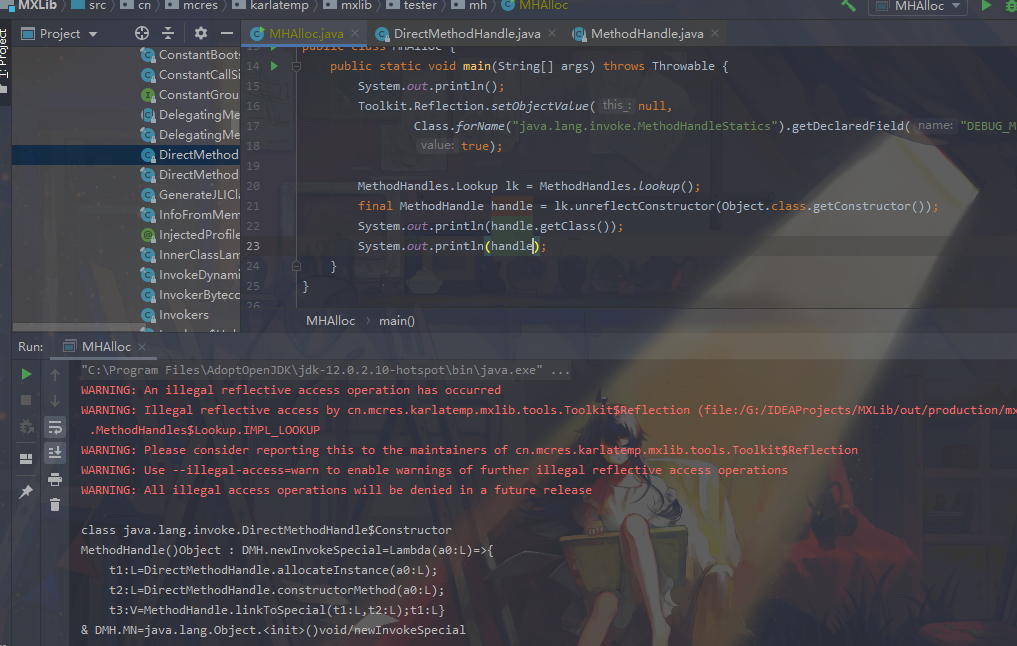 MXLib src cn mcres karlatemp mxlib tester mh MHAlloc MHAlloc
Project MHAlloc.java DirectMethodHandle.java MethodHandle.java
1: Project
ConstantBoots
ConstantCallSi
ConstantGrou
DelegatingMe
DelegatingMe
DirectMethod
DirectMethod
GenerateJLICla
InfoFromMem
InjectedProfile
InnerClassLam
InvokeDynami
InvokerByteco
Invokers
13 public class MHAlloc {
14 public static void main(String[] args) throws Throwable {
15 System.out.println();
16 Toolkit.Reflection.setObjectValue( this_: null,
17 Class.forName("java.lang.invoke.MethodHandleStatics").getDeclaredField( name: "DEBUG_M
18 value: true);
19
20 MethodHandles.Lookup lk = MethodHandles.lookup();
21 final MethodHandle handle = lk.unreflectConstructor(Object.class.getConstructor());
22 System.out.println(handle.getClass());
23 System.out.println(handle);
24 }
25 }
26
MHAlloc main()
Run: MHAlloc
"C:\Program Files\AdoptOpenJDK\jdk-12.0.2.10-hotspot\bin\java.exe" ...
WARNING: An illegal reflective access operation has occurred
WARNING: Illegal reflective access by cn.mcres.karlatemp.mxlib.tools.Toolkit$Reflection (file:/G:/IDEAProjects/MXLib/out/production/mx
.MethodHandles$Lookup.IMPL_LOOKUP
WARNING: Please consider reporting this to the maintainers of cn.mcres.karlatemp.mxlib.tools.Toolkit$Reflection
WARNING: Use --illegal-access=warn to enable warnings of further illegal reflective access operations
WARNING: All illegal access operations will be denied in a future release
class java.lang.invoke.DirectMethodHandle$Constructor
MethodHandle()Object : DMH.newInvokeSpecial=Lambda(a0:L)=>{
t1:L=DirectMethodHandle.allocateInstance(a0:L);
t2:L=DirectMethodHandle.constructorMethod(a0:L);
t3:V=MethodHandle.linkToSpecial(t1:L,t2:L);t1:L}
& DMH.MN=java.lang.Object.<init>()void/newInvokeSpecial